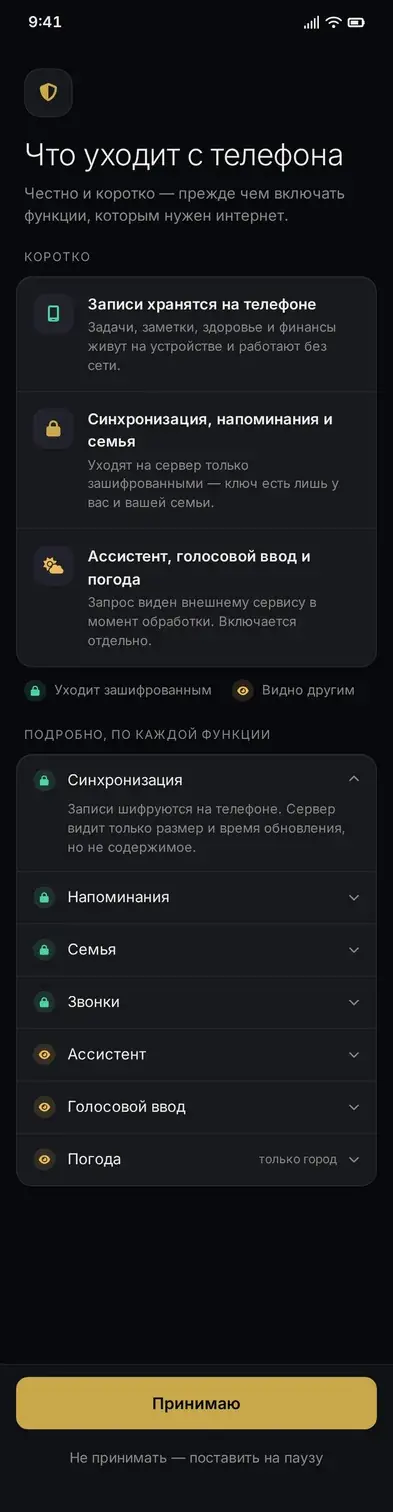 9:41
Что уходит с телефона
Честно и коротко — прежде чем включать
функции, которым нужен интернет.
КОРОТКО
Записи хранятся на телефоне
Задачи, заметки, здоровье и финансы
живут на устройстве и работают без
сети.
Синхронизация, напоминания и
семья
Уходят на сервер только
зашифрованными — ключ есть лишь у
вас и вашей семьи.
Ассистент, голосовой ввод и
погода
Запрос виден внешнему сервису в
момент обработки. Включается
отдельно.
Уходит зашифрованным
Видно другим
ПОДРОБНО, ПО КАЖДОЙ ФУНКЦИИ
Синхронизация
Записи шифруются на телефоне. Сервер
видит только размер и время обновления,
но не содержимое.
Напоминания
Семья
Звонки
Ассистент
Голосовой ввод
Погода
только город
Принимаю
Не принимать — поставить на паузу